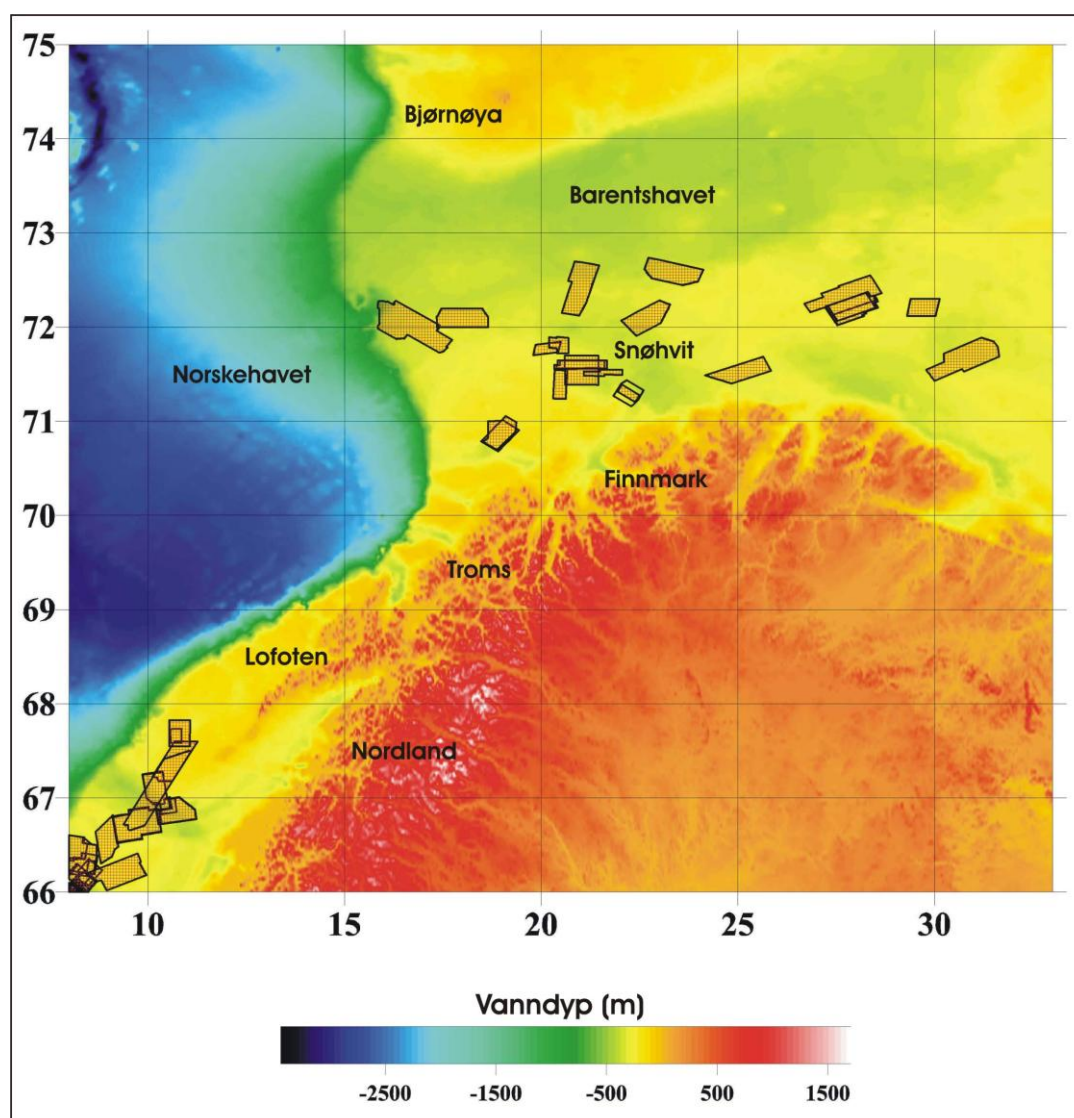 75
Bjørnøya
74
Barentshavet
73
72
Snøhvit
Norskehavet
71
Finnmark
70
Troms
69
Lofoten
68
Nordland
67
66
10 15 20 25 30
Vanndyp (m)
-2500 -1500 -500 500 1500